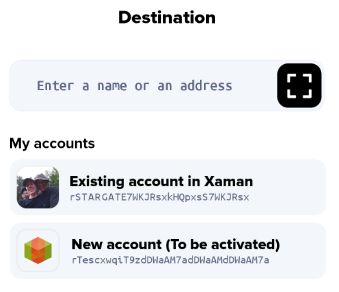 Destination
Enter a name or an address
My accounts
Existing account in Xaman
rSTARGATE7WKJRsxkHQpxsS7WKJRsx
New account (To be activated)
rTescxwqiT9zdDWaAM7adDWaAMdDWaAM7a